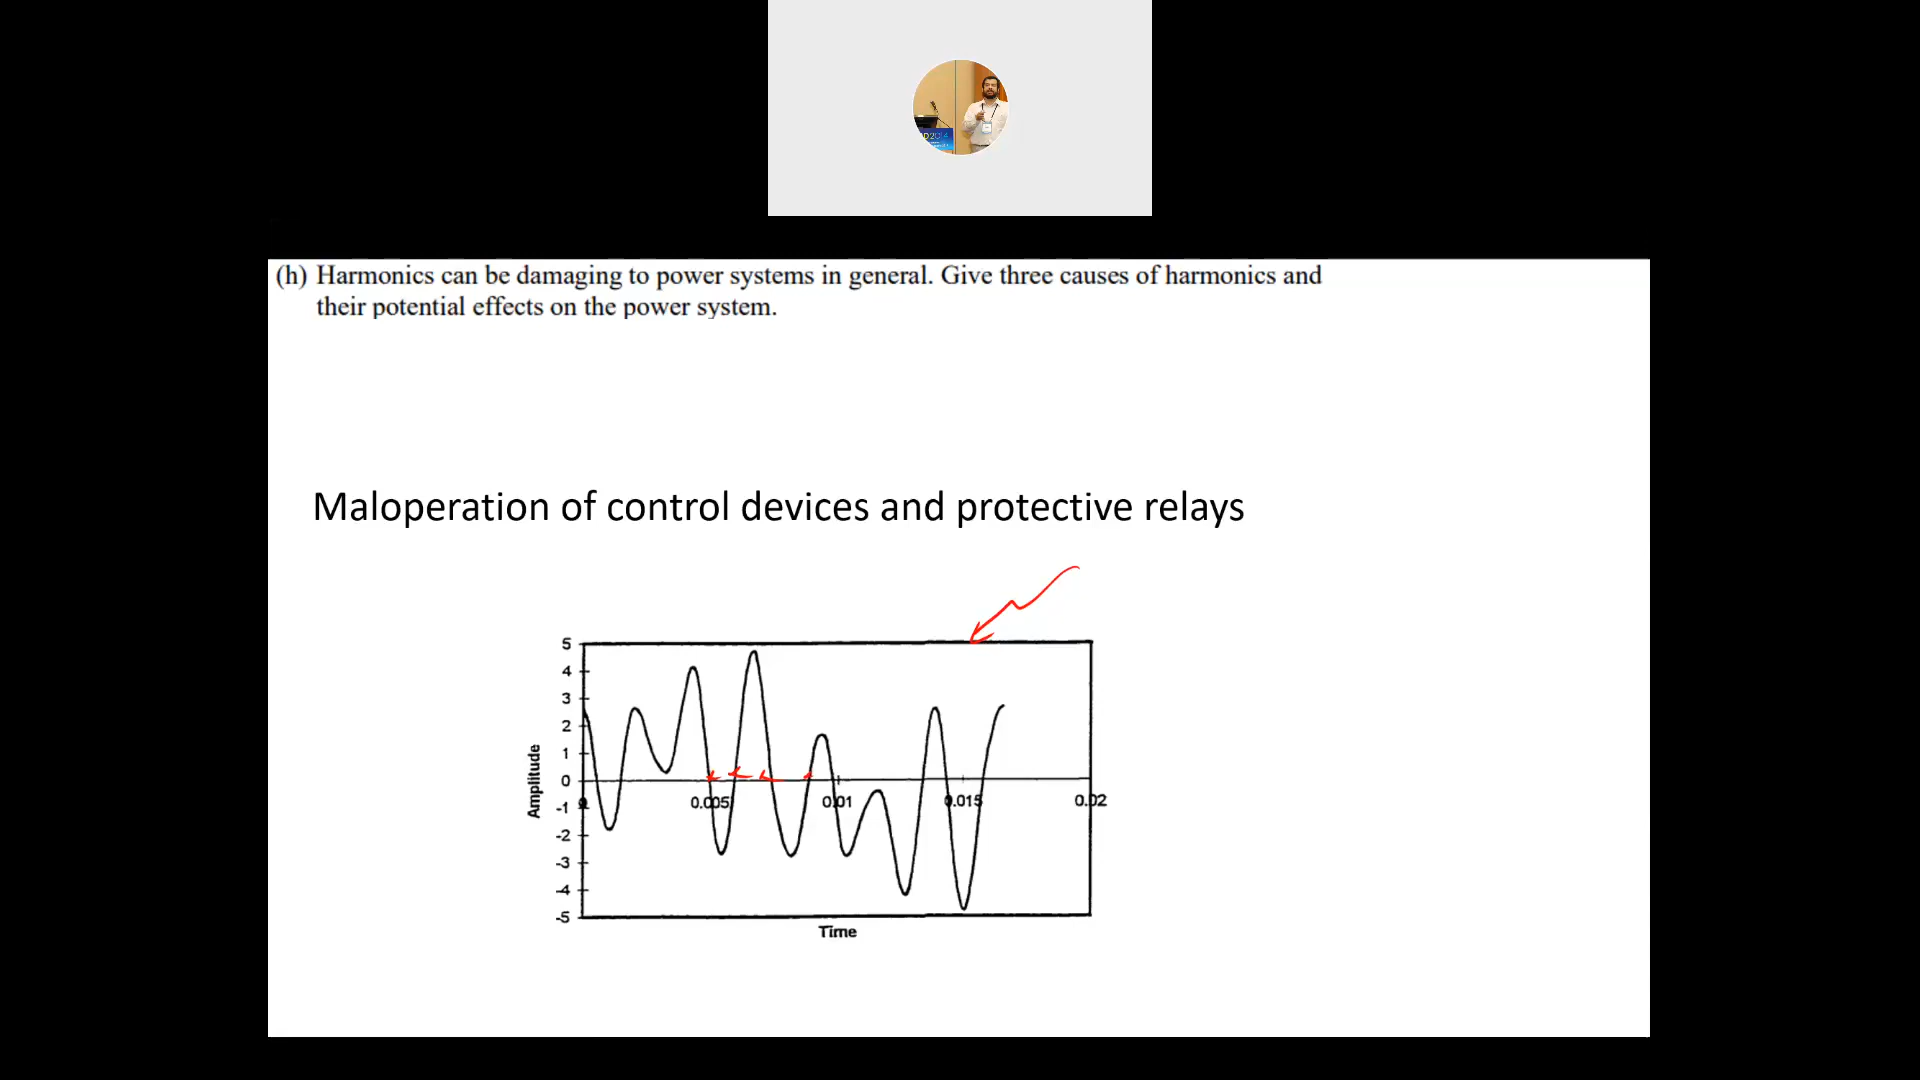 D2014
(h) Harmonics can be damaging to power systems in general. Give three causes of harmonics and
their potential effects on the power system.
Maloperation of control devices and protective relays
5
4
3
2
1
0
-1
-2
-3
-4
-5
Amplitude
0
0.005
0.01
0.015
0.02
Time